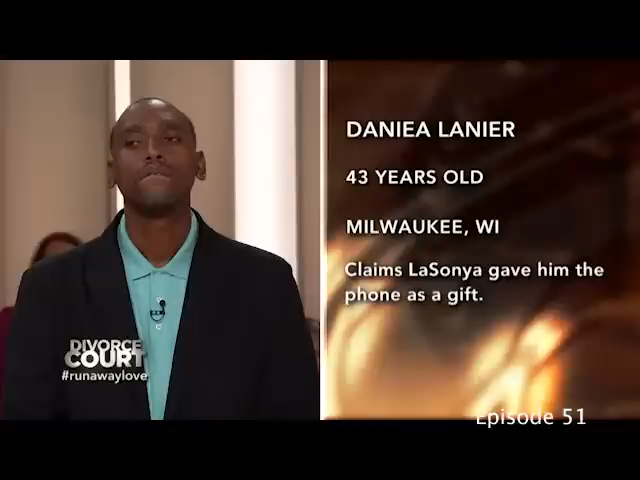 DANIEA LANIER
43 YEARS OLD
MILWAUKEE, WI
Claims LaSonya gave him the
phone as a gift.
DIVORCE
COURT
#runawaylove
Episode 51